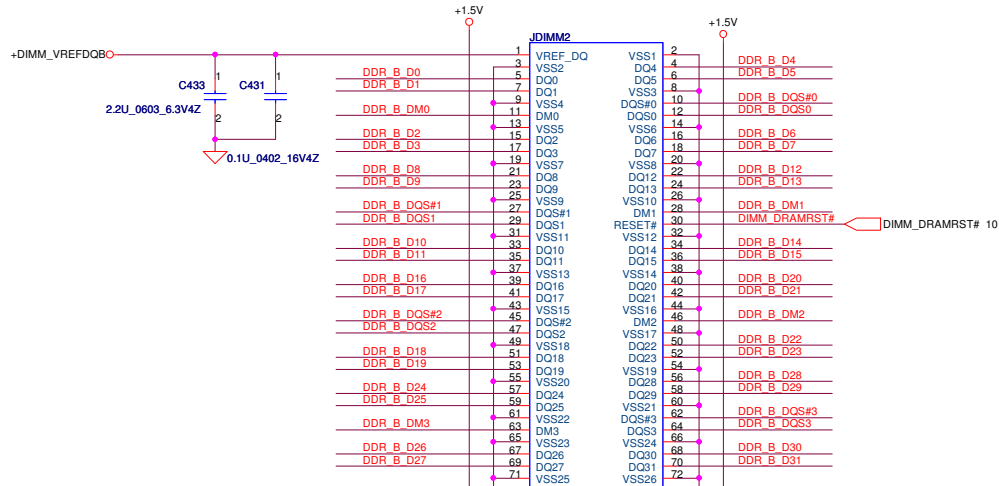 +1.5V
+1.5V
JDIMM2
+DIMM_VREFDQB
1 VREF_DQ VSS1 2
3 VSS2 DQ4 4 DDR_B_D4
DDR_B_D0 5 DQ0 DQ5 6 DDR_B_D5
DDR_B_D1 7 DQ1 VSS3 8
9 VSS4 DQS#0 10 DDR_B_DQS#0
DDR_B_DM0 11 DM0 DQS0 12 DDR_B_DQS0
13 VSS5 VSS6 14
DDR_B_D2 15 DQ2 DQ6 16 DDR_B_D6
DDR_B_D3 17 DQ3 DQ7 18 DDR_B_D7
19 VSS7 VSS8 20
DDR_B_D8 21 DQ8 DQ12 22 DDR_B_D12
DDR_B_D9 23 DQ9 DQ13 24 DDR_B_D13
25 VSS9 VSS10 26
DDR_B_DQS#1 27 DQS#1 DM1 28 DDR_B_DM1
DDR_B_DQS1 29 DQS1 RESET# 30 DIMM_DRAMRST# DIMM_DRAMRST# 10
31 VSS11 VSS12 32
DDR_B_D10 33 DQ10 DQ14 34 DDR_B_D14
DDR_B_D11 35 DQ11 DQ15 36 DDR_B_D15
37 VSS13 VSS14 38
DDR_B_D16 39 DQ16 DQ20 40 DDR_B_D20
DDR_B_D17 41 DQ17 DQ21 42 DDR_B_D21
43 VSS15 VSS16 44
DDR_B_DQS#2 45 DQS#2 DM2 46 DDR_B_DM2
DDR_B_DQS2 47 DQS2 VSS17 48
49 VSS18 DQ22 50 DDR_B_D22
DDR_B_D18 51 DQ18 DQ23 52 DDR_B_D23
DDR_B_D19 53 DQ19 VSS19 54
55 VSS20 DQ28 56 DDR_B_D28
DDR_B_D24 57 DQ24 DQ29 58 DDR_B_D29
DDR_B_D25 59 DQ25 VSS21 60
61 VSS22 DQS#3 62 DDR_B_DQS#3
DDR_B_DM3 63 DM3 DQS3 64 DDR_B_DQS3
65 VSS23 VSS24 66
DDR_B_D26 67 DQ26 DQ30 68 DDR_B_D30
DDR_B_D27 69 DQ27 DQ31 70 DDR_B_D31
71 VSS25 VSS26 72
1 1
C433 C431
2.2U_0603_6.3V4Z
2 2
0.1U_0402_16V4Z